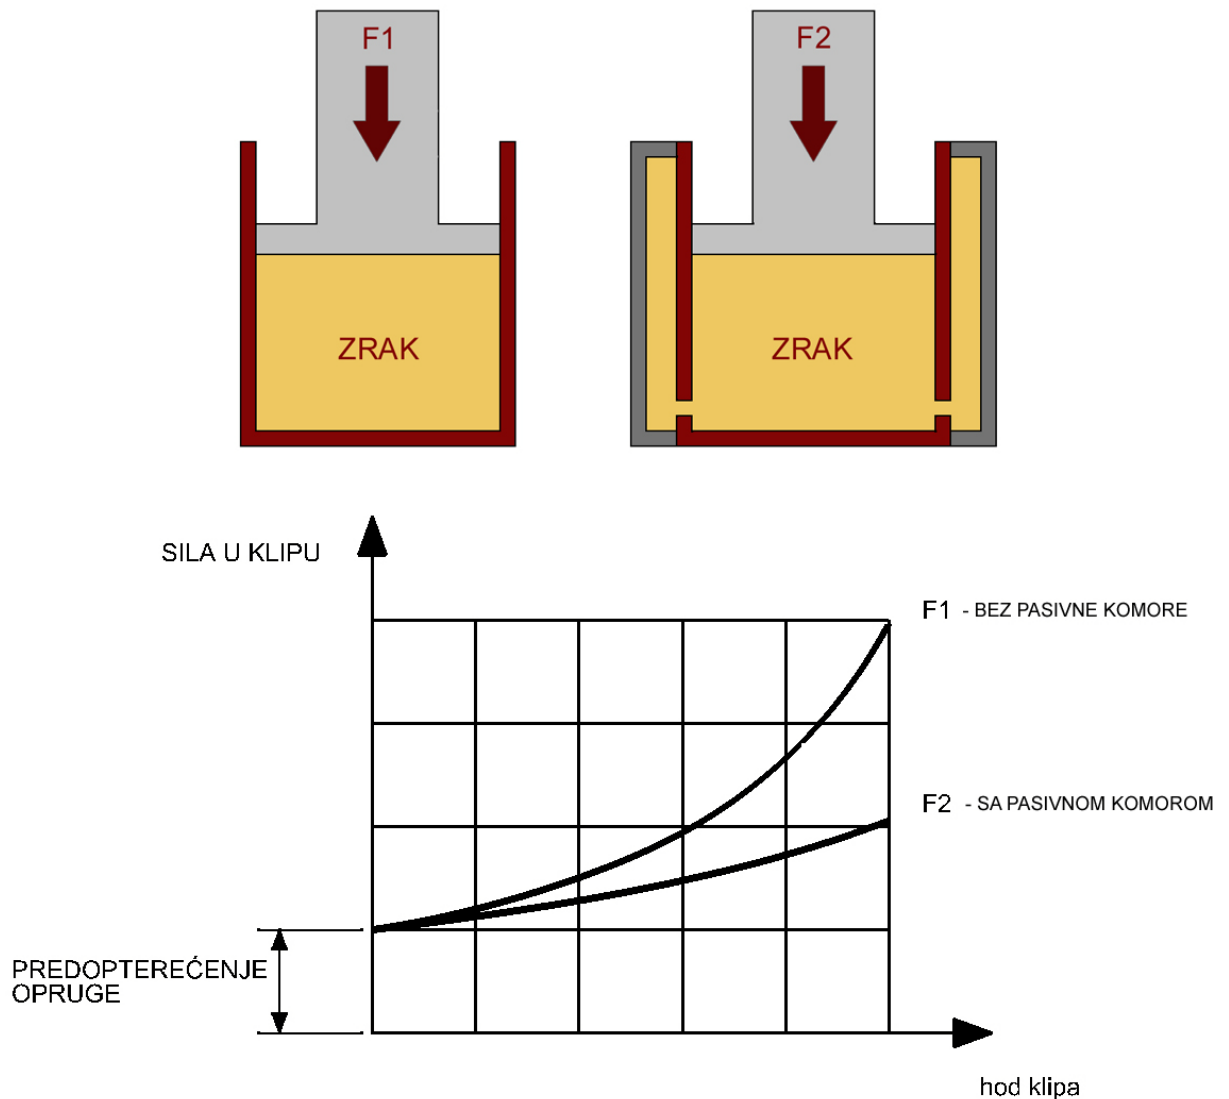 F1
F2
ZRAK
ZRAK
SILA U KLIPU
F1 - BEZ PASIVNE KOMORE
F2 - SA PASIVNOM KOMOROM
PREDOPTEREĆENJE
OPRUGE
hod klipa